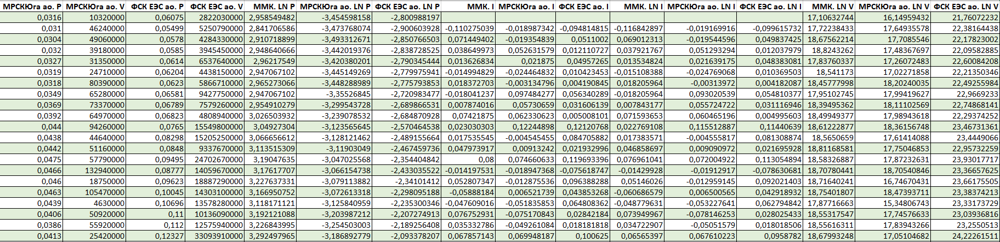 МРСКЮга ао. P МРСКЮга ао. V ФСК ЕЭС ао. P ФСК ЕЭС ао. V ММК. LN P МРСКЮга ао. LN P ФСК ЕЭС ао. LN P ММК. I МРСКЮга ао. I ФСК ЕЭС ао. I ММК. LN I МРСКЮга ао. LN I ФСК ЕЭС ао. LN I ММК. LN V МРСКЮга ао. LN V ФСК ЕЭС ао. LN V
0,0316 10320000 0,06075 2822030000 2,958549482 -3,454598158 -2,800988197 17,10632744 16,14959432 21,76072232
0,031 46240000 0,05499 5250790000 2,841706586 -3,473768074 -2,900603928 -0,110275039 -0,018987342 -0,094814815 -0,116842897 -0,019169916 -0,099615732 17,72238433 17,64935578 22,38164438
0,0304 49060000 0,0578 4284330000 2,910718899 -3,493312671 -2,850766503 0,071449402 -0,019354839 0,0511002 0,069012313 -0,019544596 0,049837425 18,67562214 17,7085546 22,17823002
0,032 39180000 0,0585 3945450000 2,948640666 -3,442019376 -2,838728525 0,038649973 0,052631579 0,012110727 0,037921767 0,051293294 0,012037979 18,8243262 17,48367697 22,09582885
0,0327 31350000 0,0614 6537640000 2,96217549 -3,420380201 -2,790345444 0,013626834 0,021875 0,04957265 0,013534824 0,021639175 0,048383081 17,83760337 17,26072483 22,60084208
0,0319 24710000 0,06204 4438150000 2,947067102 -3,445149269 -2,779975941 -0,014994829 -0,024464832 0,010423453 -0,015108388 -0,024769068 0,010369503 18,541173 17,02271858 22,21350346
0,0318 80390000 0,0623 5866710000 2,965273066 -3,448288989 -2,775793853 0,018372703 -0,003134796 0,004190845 0,018205964 -0,00313972 0,004182087 18,45777998 18,20240035 22,49255984
0,0349 65280000 0,06581 9427750000 2,947067102 -3,35526845 -2,720983477 -0,018041237 0,097484277 0,056340289 -0,018205964 0,093020539 0,054810377 17,95102745 17,99419627 22,9669233
0,0369 73370000 0,06789 7579260000 2,954910279 -3,299543728 -2,689866531 0,007874016 0,05730659 0,031606139 0,007843177 0,055724722 0,031116946 18,39495362 18,11102569 22,74868141
0,0392 64970000 0,06823 4808940000 3,026503932 -3,239078532 -2,684870928 0,07421875 0,062330623 0,005008101 0,071593653 0,060465196 0,004995603 18,49949377 17,98943618 22,29374252
0,044 94260000 0,0765 15549800000 3,04927304 -3,123565645 -2,570464538 0,023030303 0,12244898 0,12120768 0,022769108 0,115512887 0,11440639 18,61222877 18,36156748 23,46731361
0,0438 44640000 0,08298 15205250000 3,066656612 -3,128121462 -2,489155664 0,017535545 -0,004545455 0,084705882 0,017383571 -0,004555817 0,081308874 18,5650659 17,61414088 23,4449066
0,0442 51160000 0,0848 9337670000 3,113515309 -3,11903049 -2,467459736 0,047973917 0,00913242 0,021932996 0,046858697 0,009090972 0,021695928 18,81168581 17,75046853 22,95732259
0,0475 57790000 0,09495 24702670000 3,19047635 -3,047025568 -2,354404842 0,08 0,074660633 0,119693396 0,076961041 0,072004922 0,113054894 18,58326887 17,87232631 23,93017717
0,0466 132940000 0,08777 14059670000 3,17617707 -3,066154738 -2,433035522 -0,014197531 -0,018947368 -0,075618747 -0,01429928 -0,01912917 -0,078630681 18,70780441 18,70540846 23,36657625
0,046 18750000 0,09623 18887290000 3,227637331 -3,079113882 -2,34101412 0,052807347 -0,012875536 0,096388288 0,05146026 -0,012959145 0,092021403 18,71640241 16,74670431 23,66175505
0,0463 105470000 0,10045 14303100000 3,166950752 -3,072613318 -2,298095188 -0,05888184 0,006521739 0,043853268 -0,060686579 0,006500565 0,042918932 18,75401807 18,47393711 23,38374213
0,0439 4630000 0,10696 13578280000 3,118171121 -3,125840959 -2,235300346 -0,047609016 -0,051835853 0,064808362 -0,048779631 -0,053227641 0,062794842 17,87716663 15,34806743 23,33173729
0,0406 50920000 0,11 10136090000 3,192121088 -3,203987212 -2,207274913 0,076752931 -0,075170843 0,02842184 0,073949967 -0,078146253 0,028025433 18,55317547 17,74576633 23,03936816
0,0386 55920000 0,112 12575940000 3,226843995 -3,254503003 -2,189256408 0,035332786 -0,049261084 0,018181818 0,034722907 -0,05051579 0,018018506 18,55616311 17,83943266 23,2550513
0,0413 25420000 0,12327 33093910000 3,292497965 -3,186892779 -2,093378207 0,067857143 0,069948187 0,100625 0,06565397 0,067610223 0,0958782 18,67993248 17,05104682 24,22261511